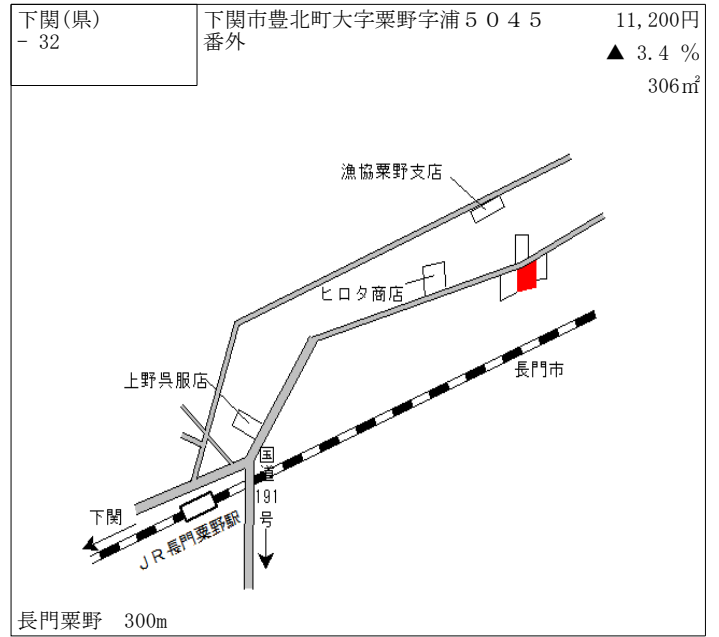 下関(県)
- 32
下関市豊北町大字粟野字浦５０４５
番外
11,200円
▲ 3.4 %
306㎡
漁協粟野支店
ヒロタ商店
長門市
上野呉服店
国道191号
下関
ＪＲ長門粟野駅
長門粟野　300m